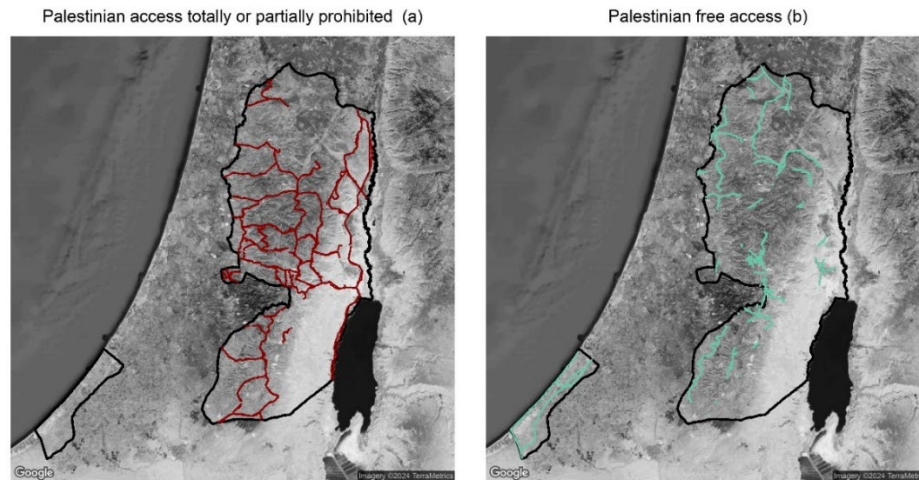 Palestinian access totally or partially prohibited (a)
Palestinian free access (b)
Google
Imagery ©2024 TerraMetrics
Google
Imagery ©2024 TerraMetrics